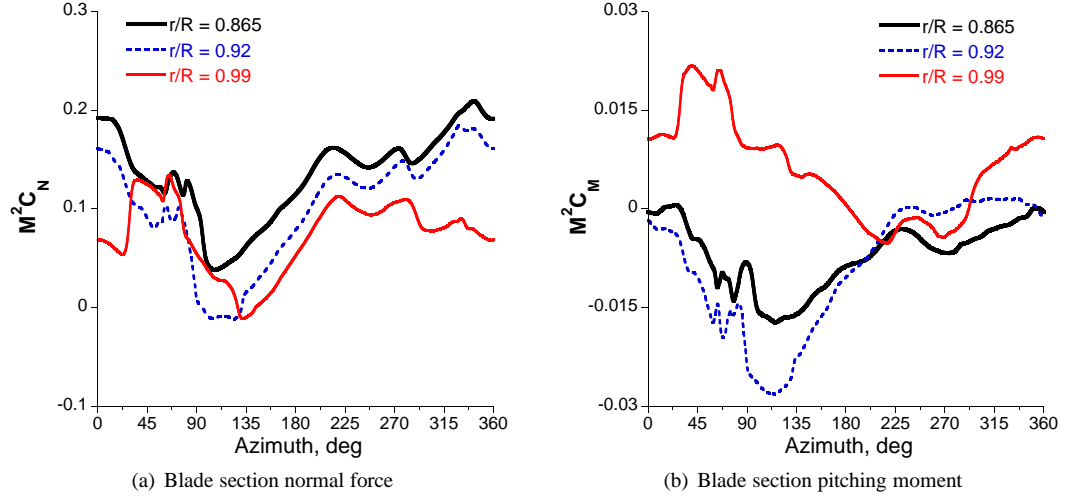 0.3
0.2
0.1
0
-0.1
M²C_N
r/R = 0.865
r/R = 0.92
r/R = 0.99
0 45 90 135 180 225 270 315 360
Azimuth, deg
(a) Blade section normal force
0.03
0.015
0
-0.015
-0.03
M²C_M
r/R = 0.865
r/R = 0.92
r/R = 0.99
0 45 90 135 180 225 270 315 360
Azimuth, deg
(b) Blade section pitching moment